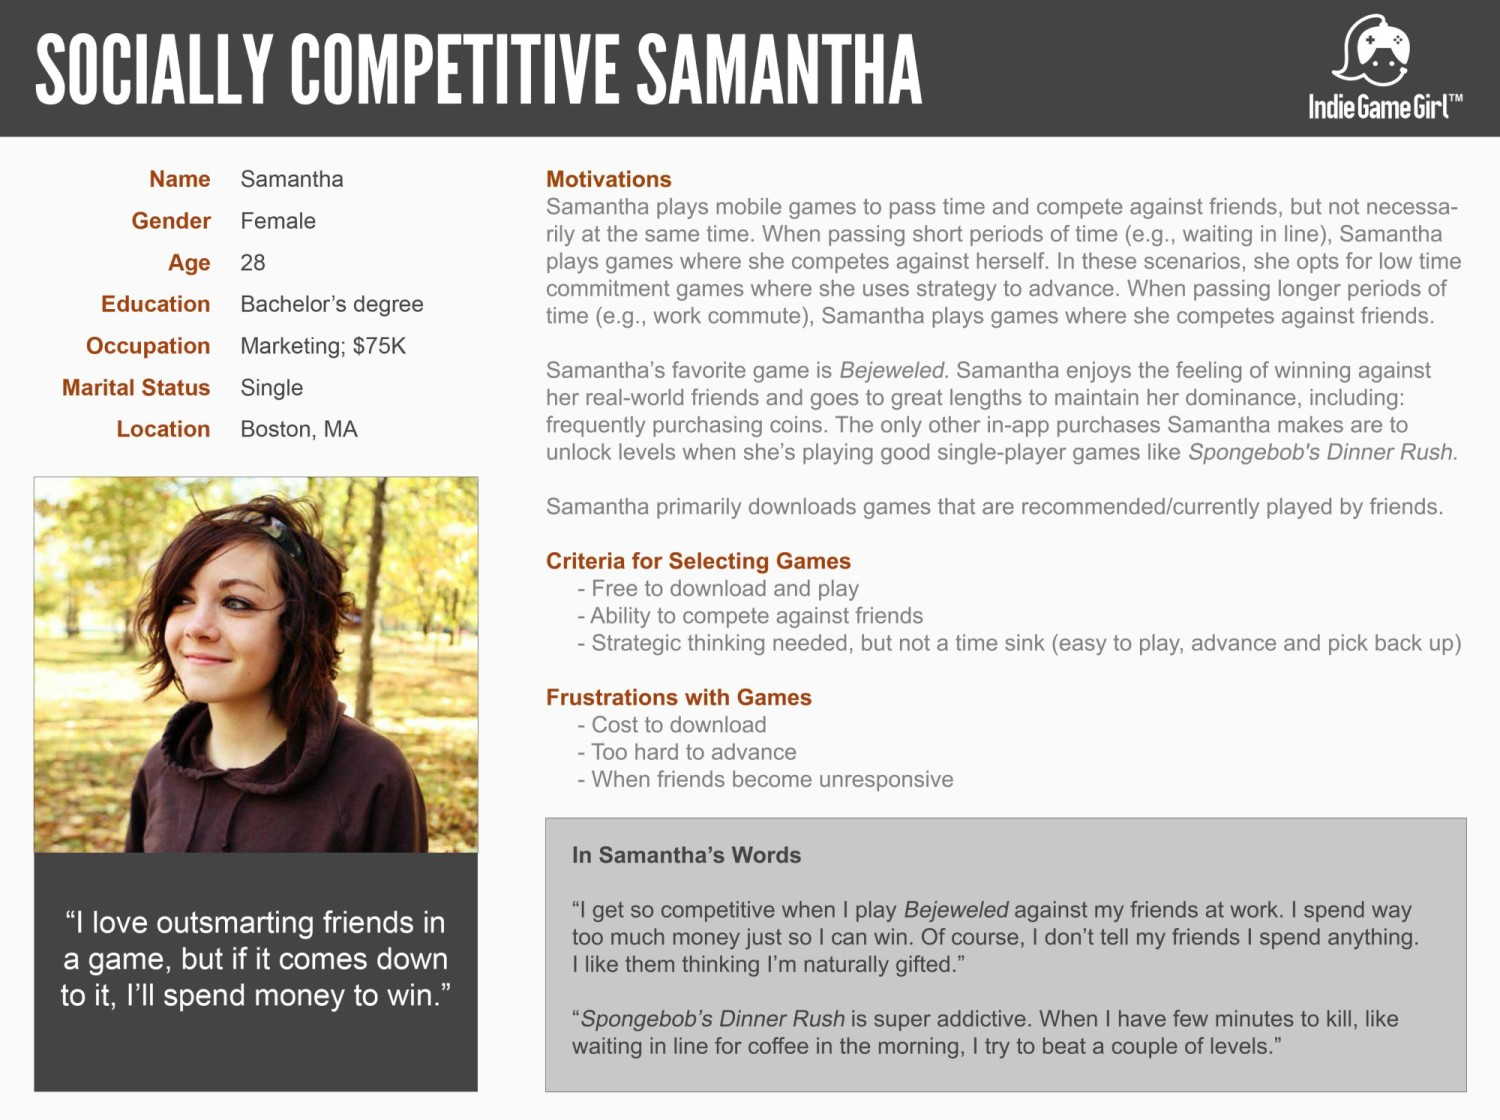 SOCIALLY COMPETITIVE SAMANTHA
IndieGameGirl™
Name Samantha
Gender Female
Age 28
Education Bachelor’s degree
Occupation Marketing; $75K
Marital Status Single
Location Boston, MA
“I love outsmarting friends in
a game, but if it comes down
to it, I’ll spend money to win.”
Motivations
Samantha plays mobile games to pass time and compete against friends, but not necessa-
rily at the same time. When passing short periods of time (e.g., waiting in line), Samantha
plays games where she competes against herself. In these scenarios, she opts for low time
commitment games where she uses strategy to advance. When passing longer periods of
time (e.g., work commute), Samantha plays games where she competes against friends.
Samantha’s favorite game is Bejeweled. Samantha enjoys the feeling of winning against
her real-world friends and goes to great lengths to maintain her dominance, including:
frequently purchasing coins. The only other in-app purchases Samantha makes are to
unlock levels when she’s playing good single-player games like Spongebob's Dinner Rush.
Samantha primarily downloads games that are recommended/currently played by friends.
Criteria for Selecting Games
- Free to download and play
- Ability to compete against friends
- Strategic thinking needed, but not a time sink (easy to play, advance and pick back up)
Frustrations with Games
- Cost to download
- Too hard to advance
- When friends become unresponsive
In Samantha’s Words
“I get so competitive when I play Bejeweled against my friends at work. I spend way
too much money just so I can win. Of course, I don’t tell my friends I spend anything.
I like them thinking I’m naturally gifted.”
“Spongebob’s Dinner Rush is super addictive. When I have few minutes to kill, like
waiting in line for coffee in the morning, I try to beat a couple of levels.”